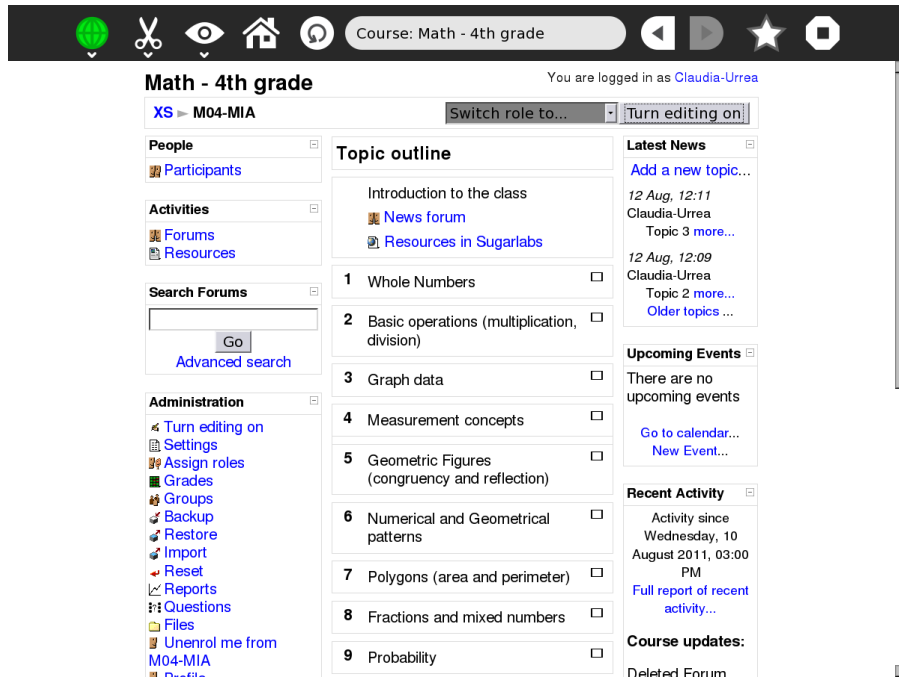 Course: Math - 4th grade
Math - 4th grade
You are logged in as Claudia-Urrea
XS ► M04-MIA
Switch role to...
Turn editing on
People
Participants
Activities
Forums
Resources
Search Forums
Go
Advanced search
Administration
Turn editing on
Settings
Assign roles
Grades
Groups
Backup
Restore
Import
Reset
Reports
Questions
Files
Unenrol me from
M04-MIA
Profile
Topic outline
Introduction to the class
News forum
Resources in Sugarlabs
1 Whole Numbers
2 Basic operations (multiplication,
division)
3 Graph data
4 Measurement concepts
5 Geometric Figures
(congruency and reflection)
6 Numerical and Geometrical
patterns
7 Polygons (area and perimeter)
8 Fractions and mixed numbers
9 Probability
Latest News
Add a new topic...
12 Aug, 12:11
Claudia-Urrea
Topic 3 more...
12 Aug, 12:09
Claudia-Urrea
Topic 2 more...
Older topics ...
Upcoming Events
There are no
upcoming events
Go to calendar...
New Event...
Recent Activity
Activity since
Wednesday, 10
August 2011, 03:00
PM
Full report of recent
activity...
Course updates:
Deleted Forum